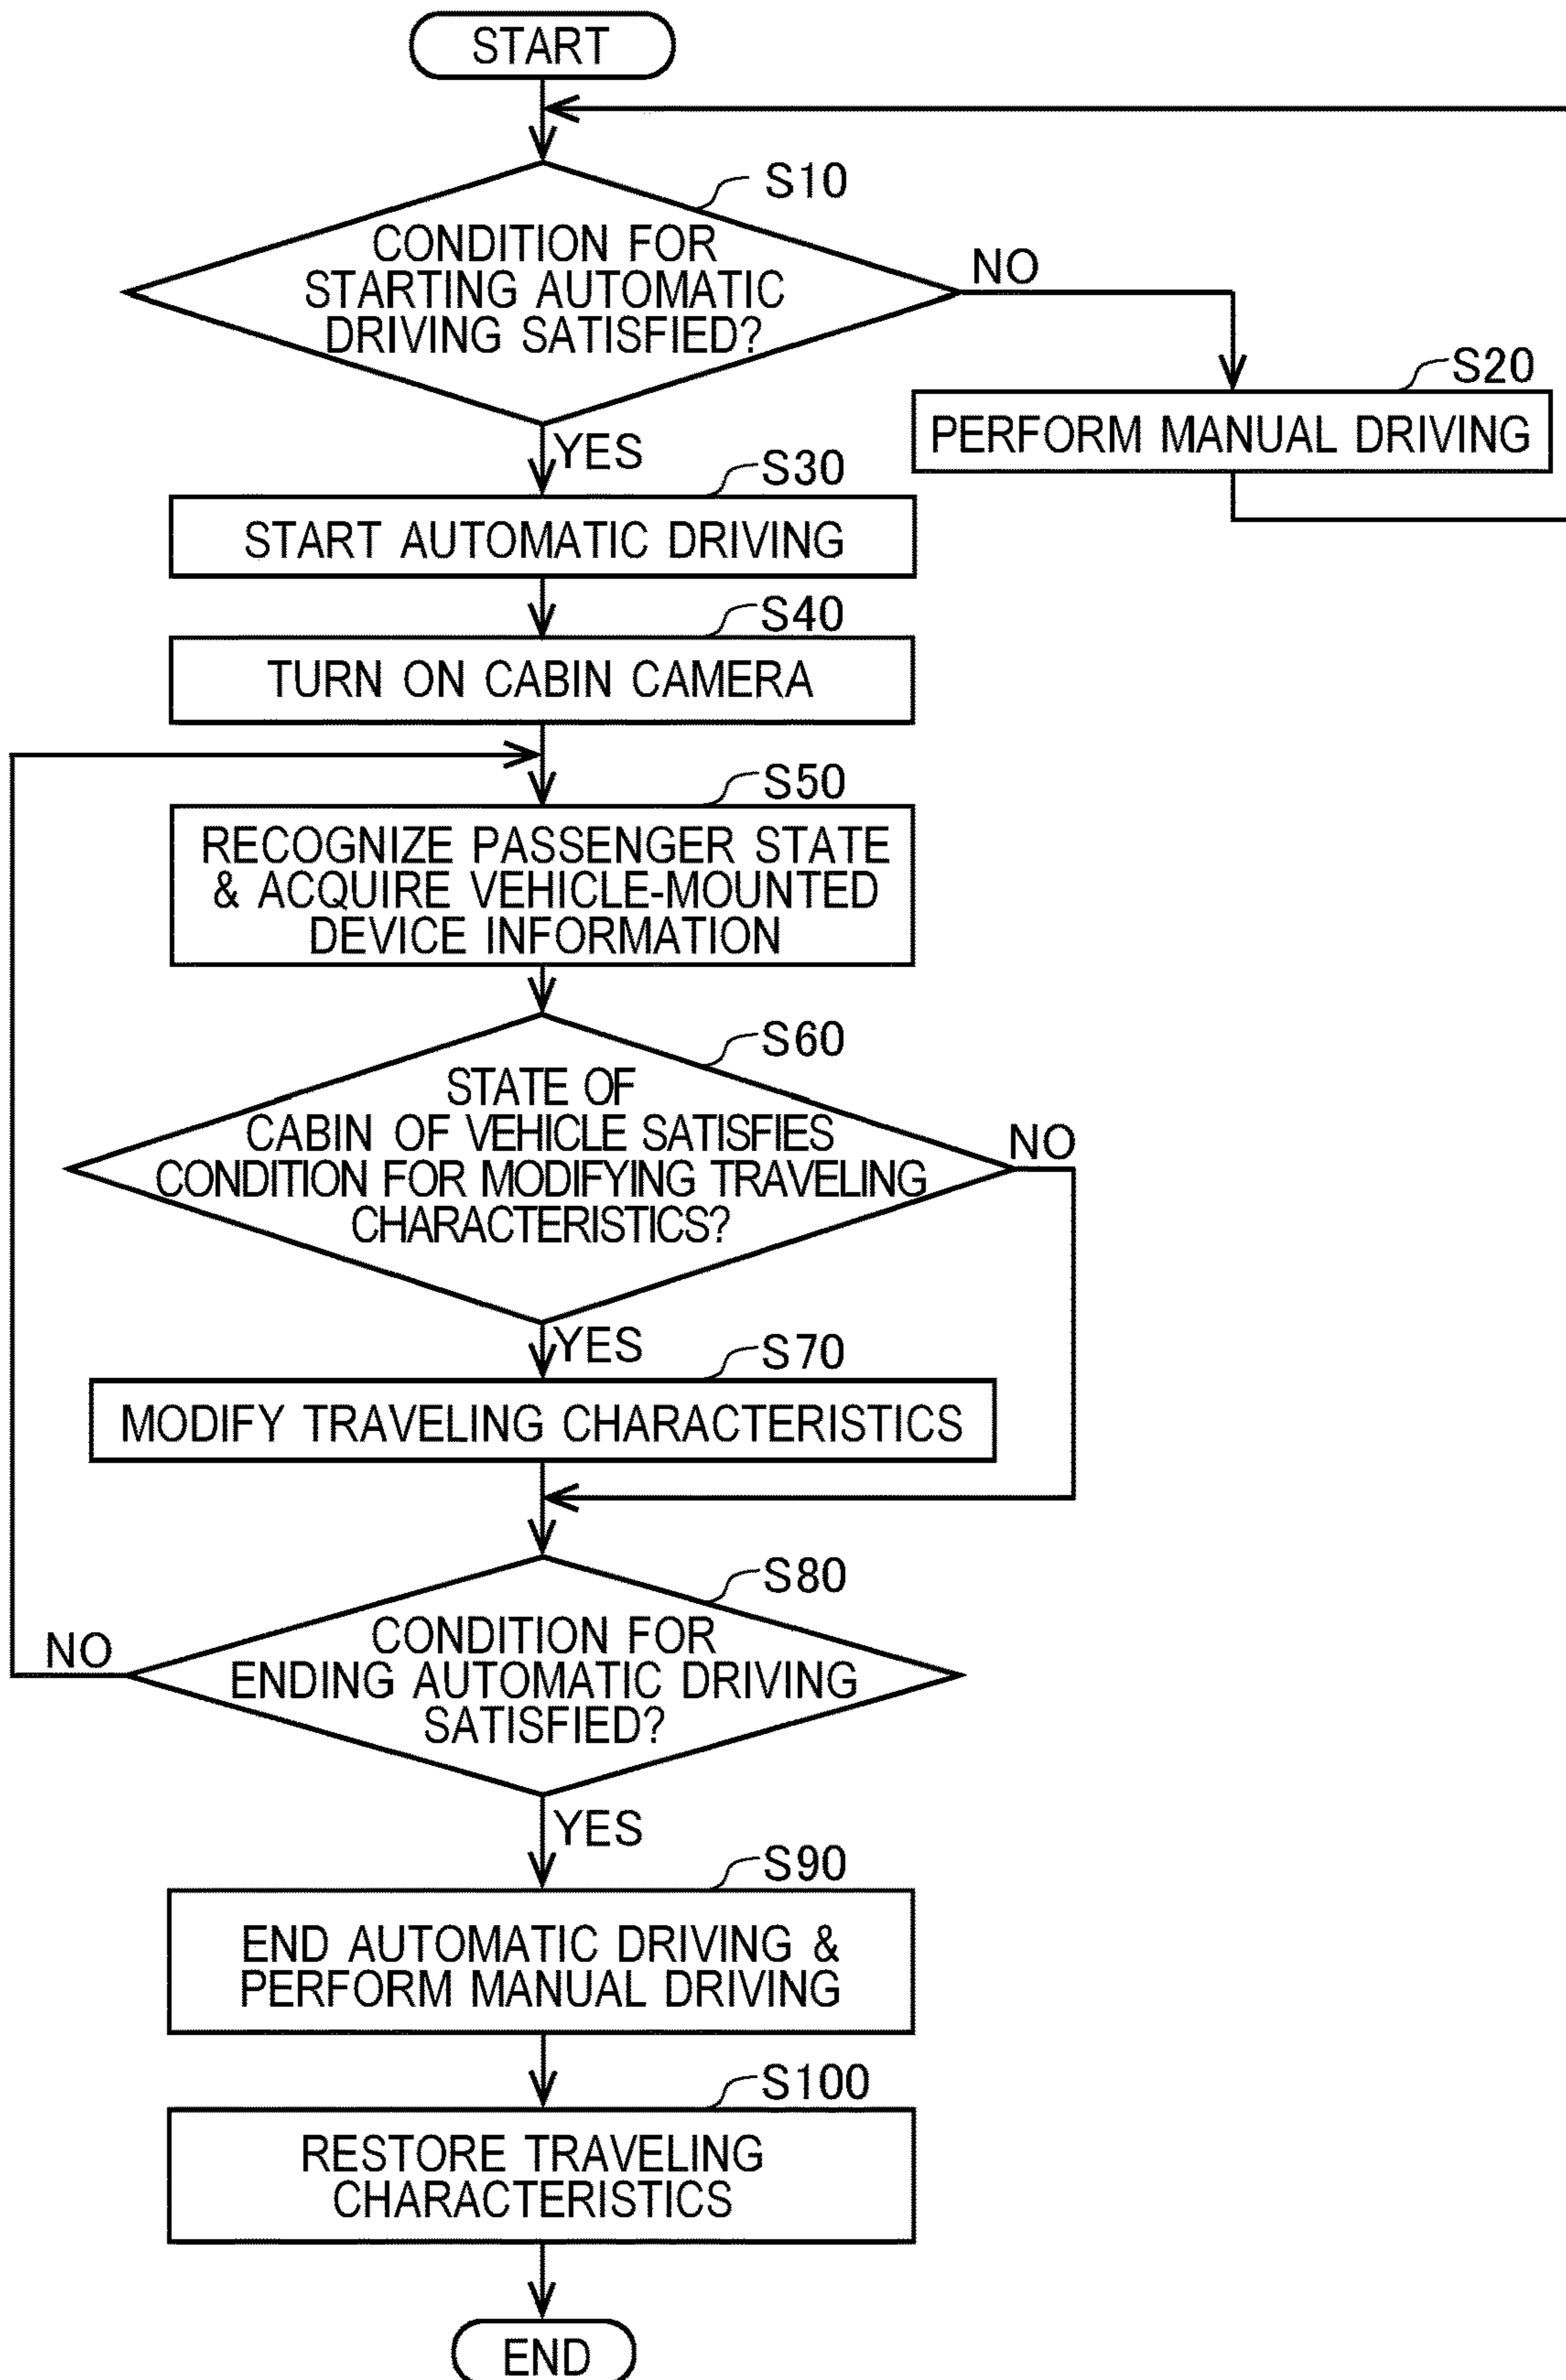 START
S10
CONDITION FOR
STARTING AUTOMATIC
DRIVING SATISFIED?
NO
S20
PERFORM MANUAL DRIVING
YES
S30
START AUTOMATIC DRIVING
S40
TURN ON CABIN CAMERA
S50
RECOGNIZE PASSENGER STATE
& ACQUIRE VEHICLE-MOUNTED
DEVICE INFORMATION
S60
STATE OF
CABIN OF VEHICLE SATISFIES
CONDITION FOR MODIFYING TRAVELING
CHARACTERISTICS?
NO
YES
S70
MODIFY TRAVELING CHARACTERISTICS
S80
CONDITION FOR
ENDING AUTOMATIC DRIVING
SATISFIED?
NO
YES
S90
END AUTOMATIC DRIVING &
PERFORM MANUAL DRIVING
S100
RESTORE TRAVELING
CHARACTERISTICS
END